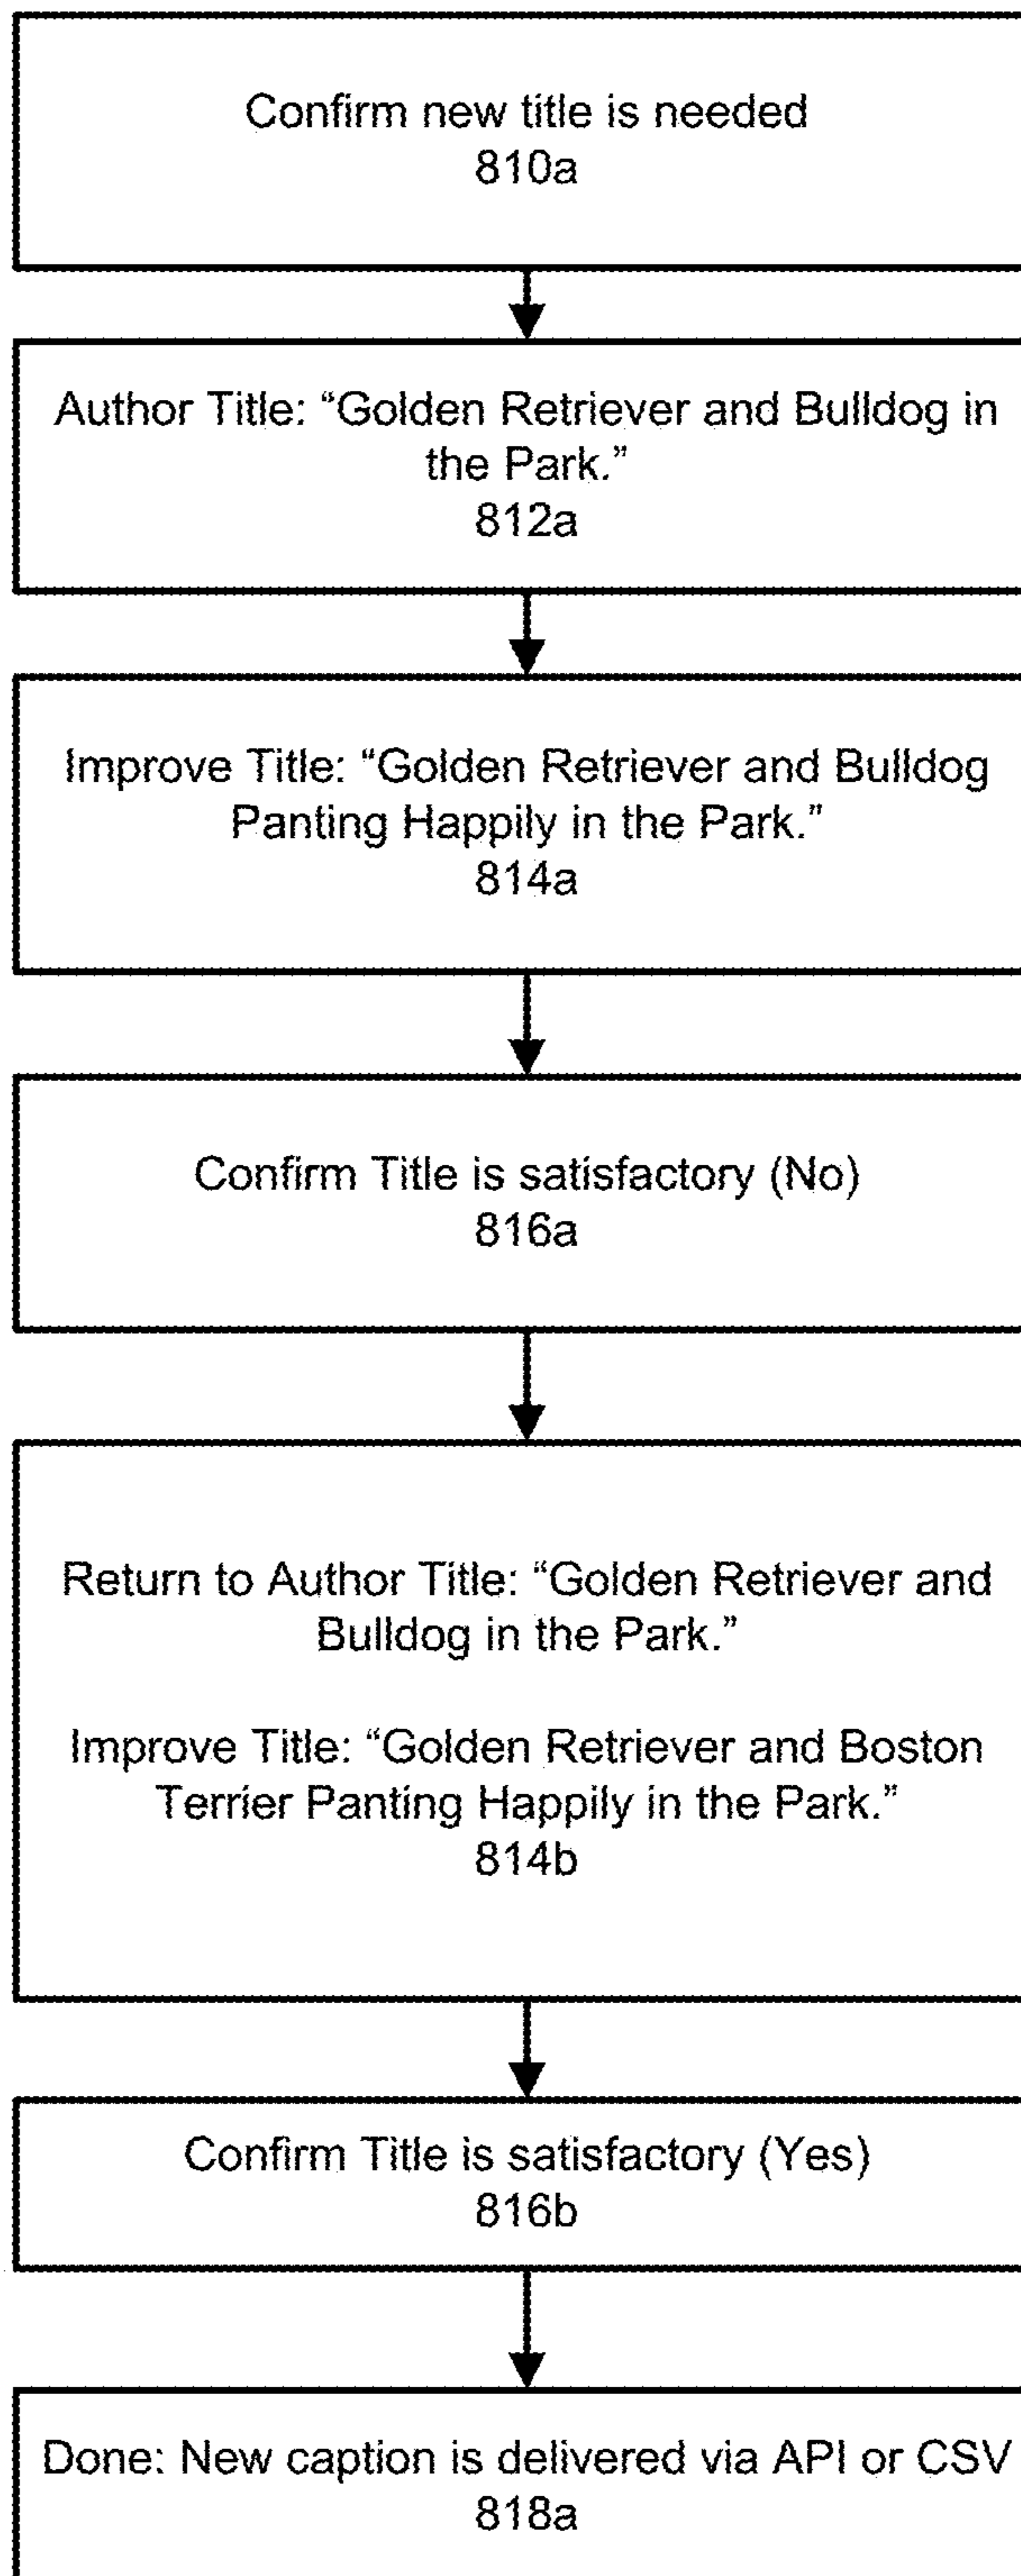 Confirm new title is needed
810a
Author Title: “Golden Retriever and Bulldog in
the Park.”
812a
Improve Title: “Golden Retriever and Bulldog
Panting Happily in the Park.”
814a
Confirm Title is satisfactory (No)
816a
Return to Author Title: “Golden Retriever and
Bulldog in the Park.”
Improve Title: “Golden Retriever and Boston
Terrier Panting Happily in the Park.”
814b
Confirm Title is satisfactory (Yes)
816b
Done: New caption is delivered via API or CSV
818a